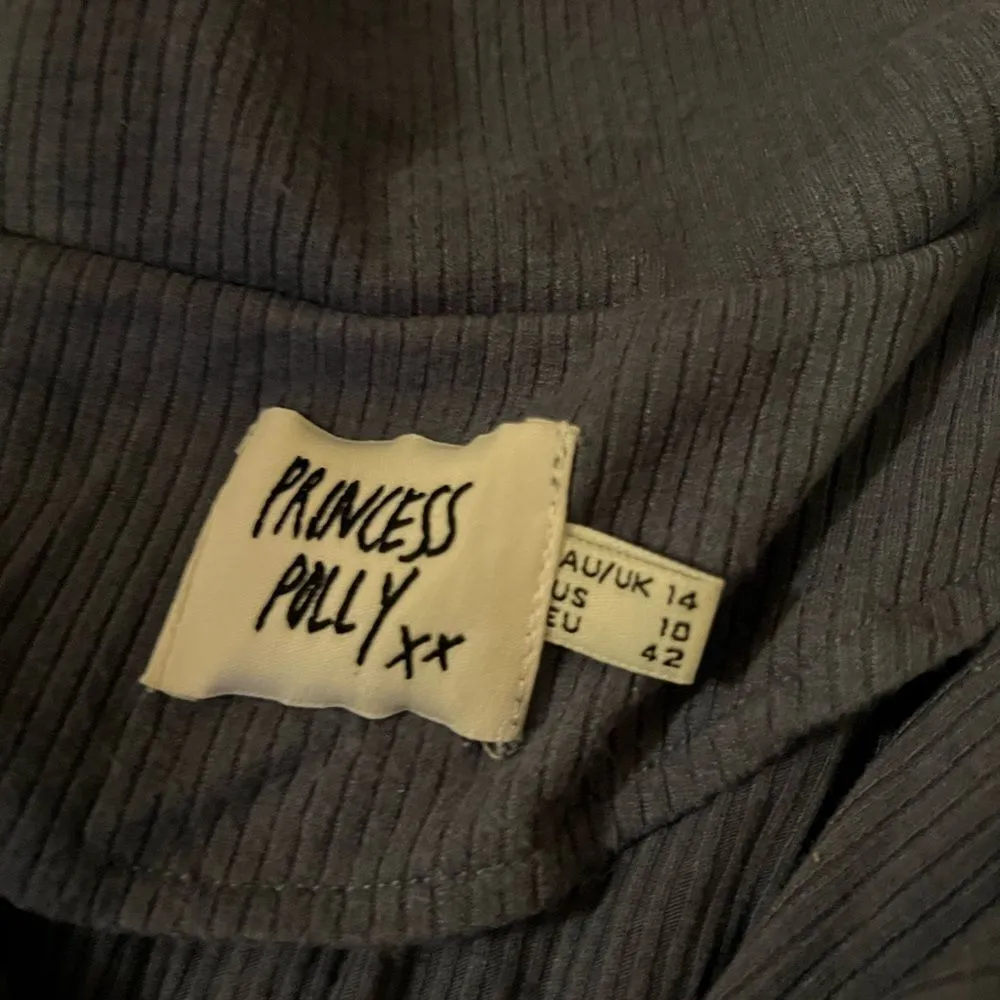 PRINCESS
POLLY xx
AU/UK 14
US 10
EU 42